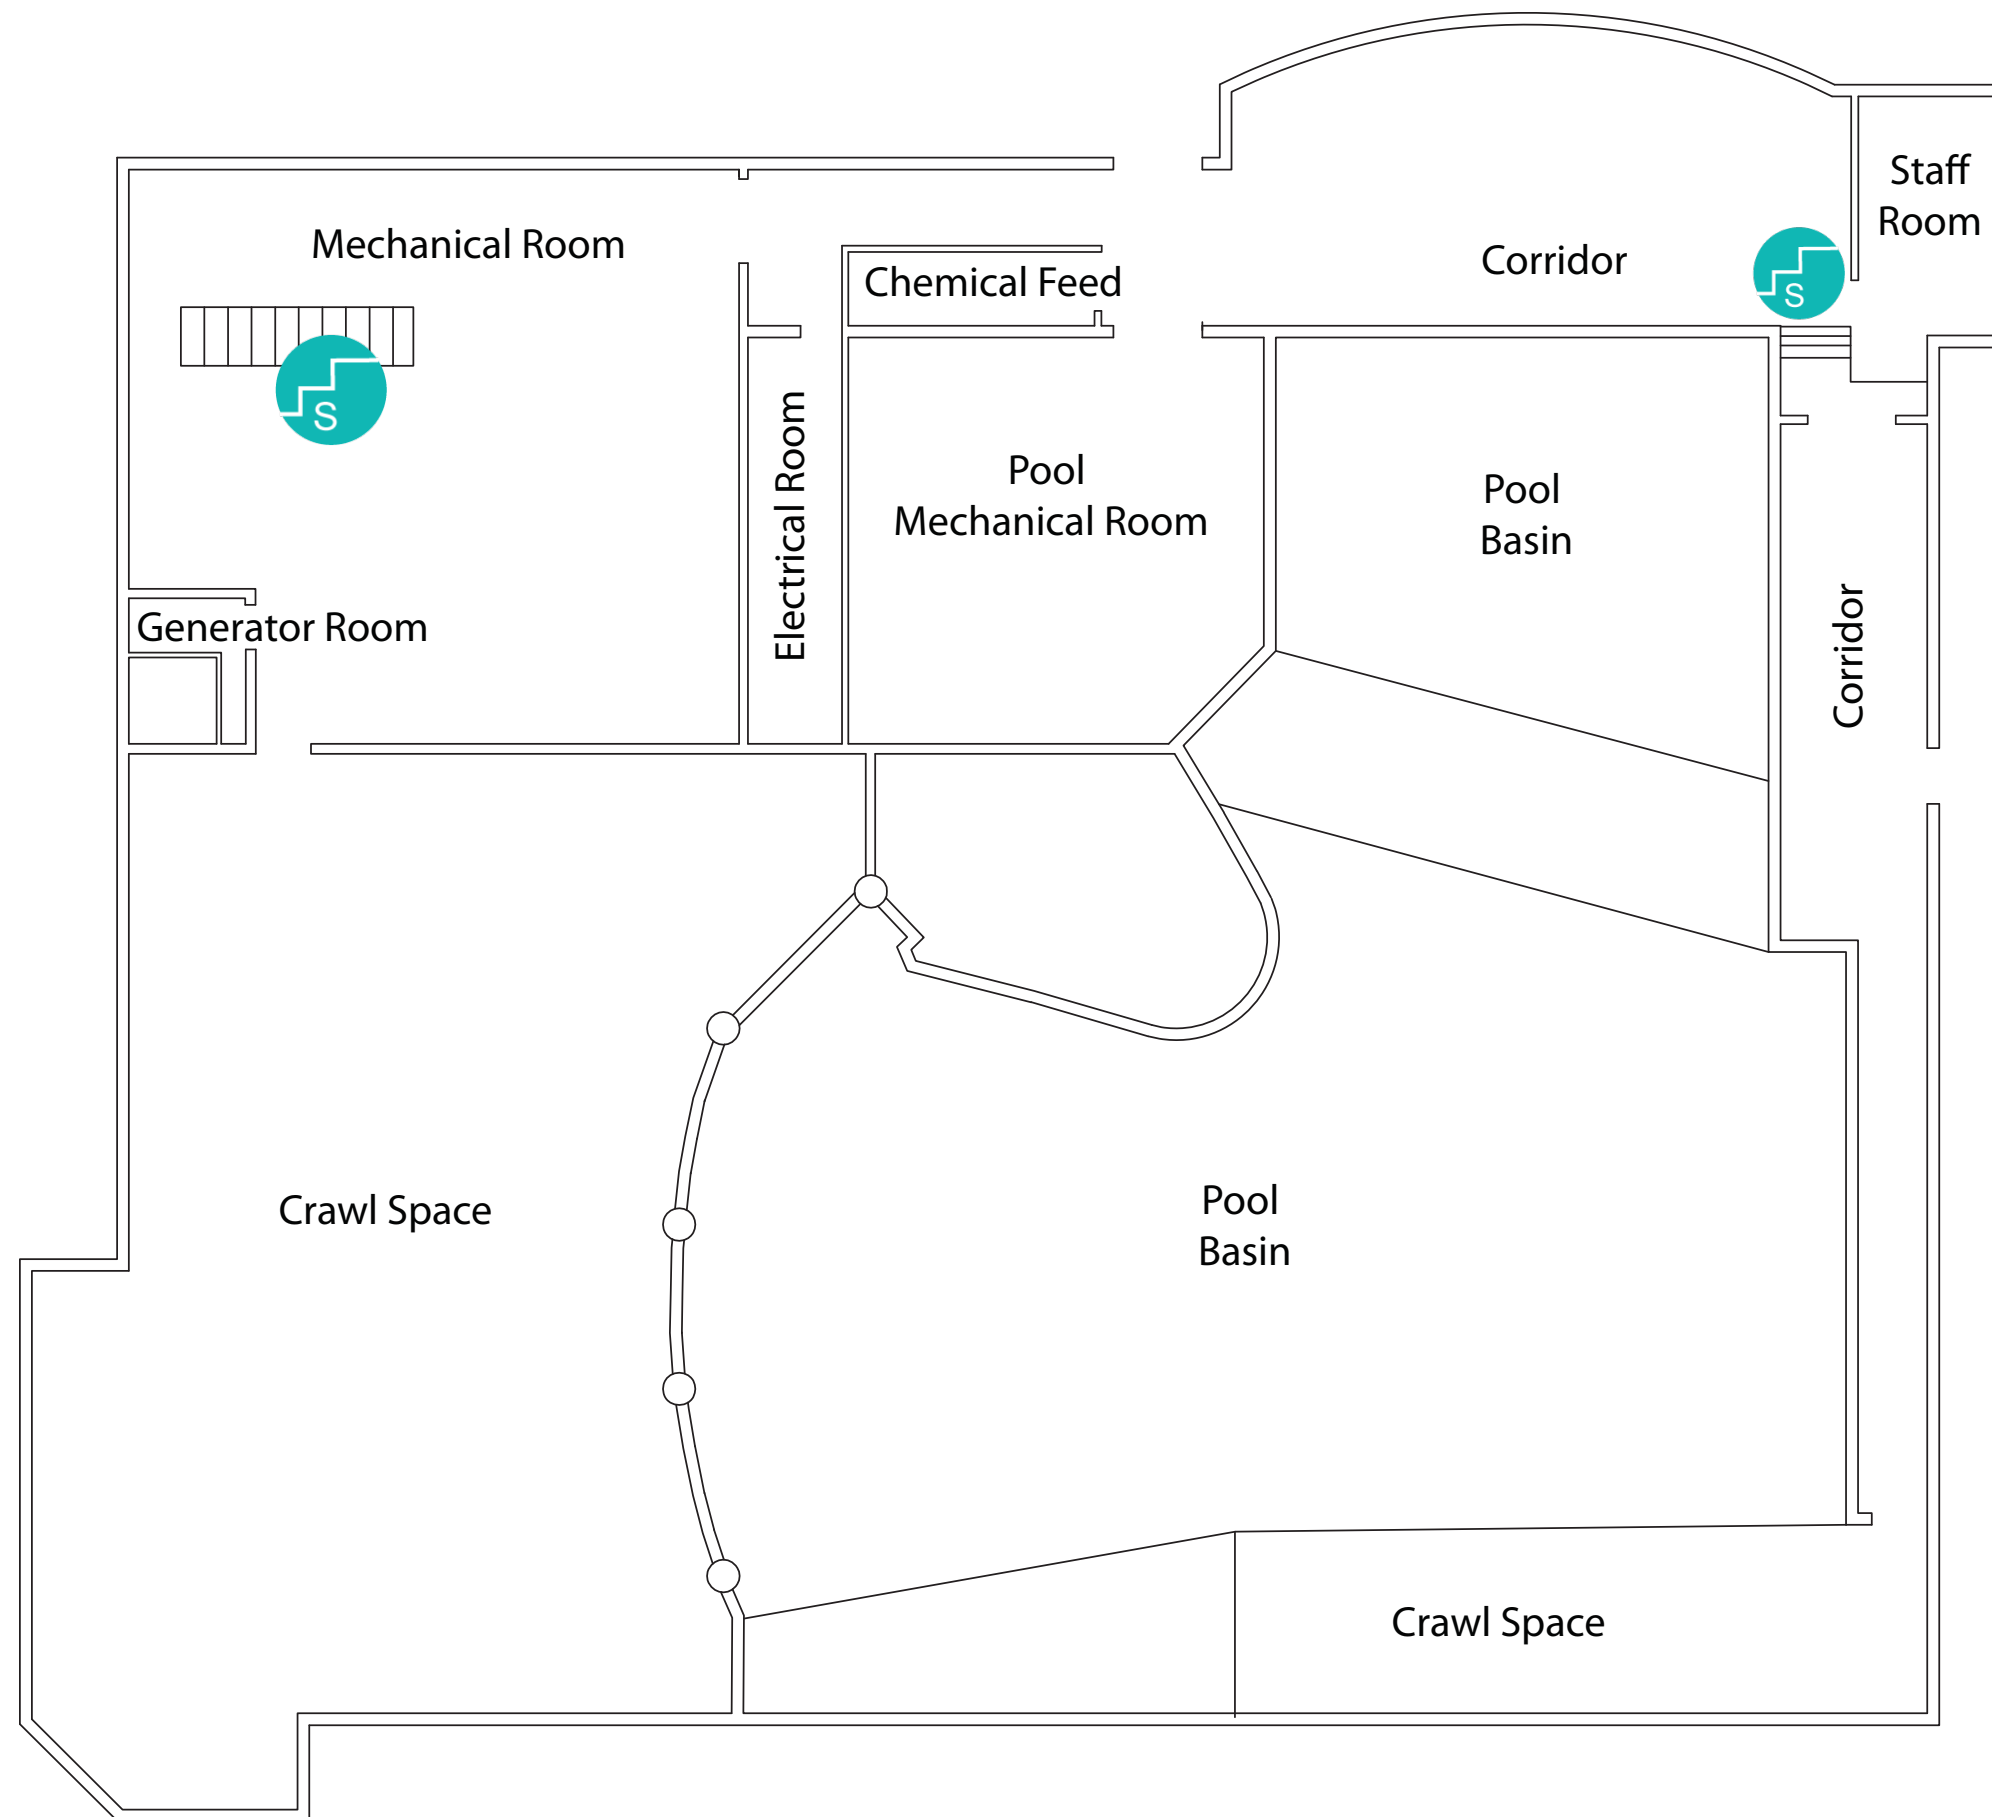 Staff
Room
Mechanical Room
Corridor
Chemical Feed
S
S
Electrical Room
Pool
Mechanical Room
Pool
Basin
Generator Room
Corridor
Crawl Space
Pool
Basin
Crawl Space